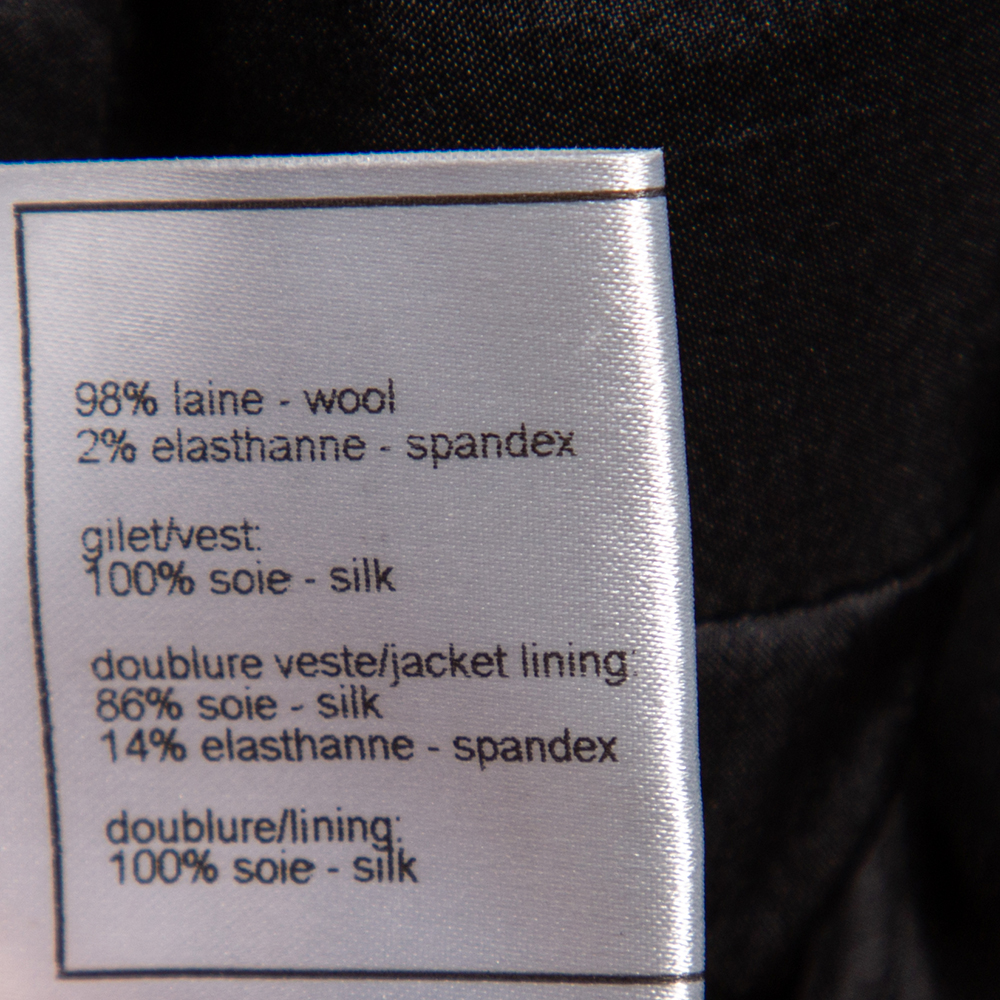 98% laine - wool
2% elasthanne - spandex
gilet/vest:
100% soie - silk
doublure veste/jacket lining:
86% soie - silk
14% elasthanne - spandex
doublure/lining:
100% soie - silk